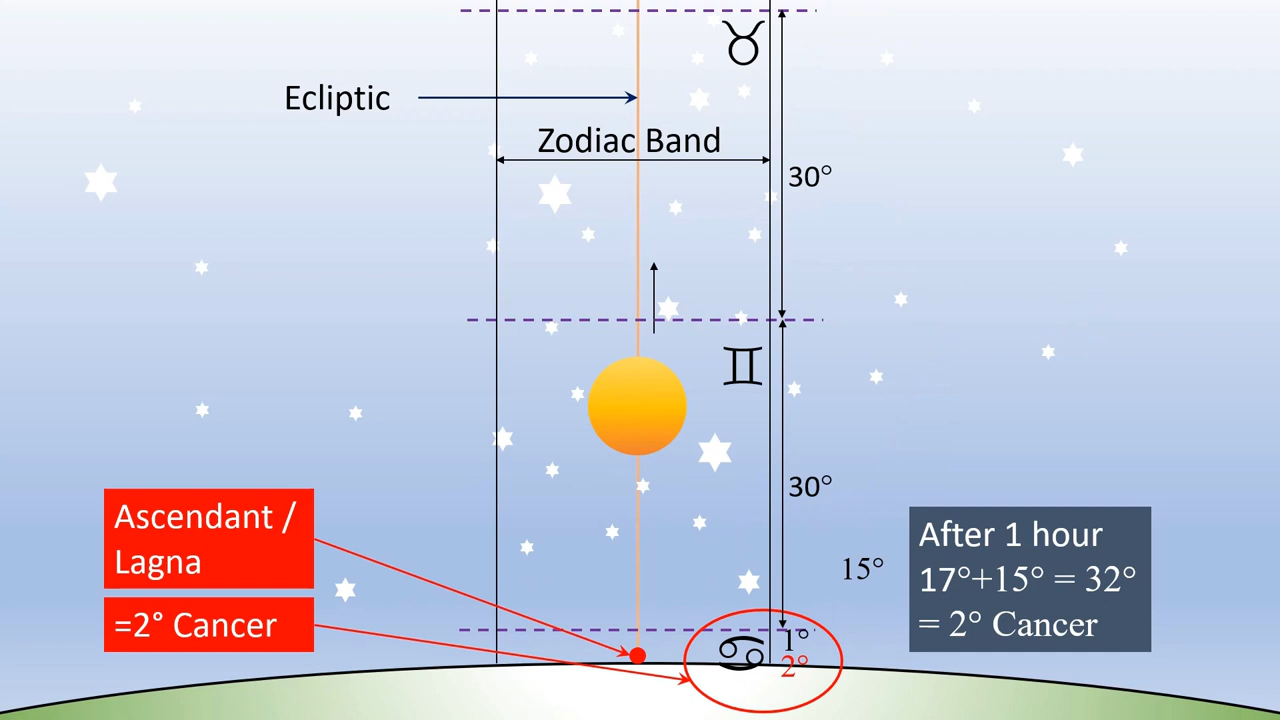 ♉
Ecliptic
Zodiac Band
30°
♊
30°
Ascendant /
Lagna
=2° Cancer
15°
After 1 hour
17°+15° = 32°
= 2° Cancer
♋
1°
2°